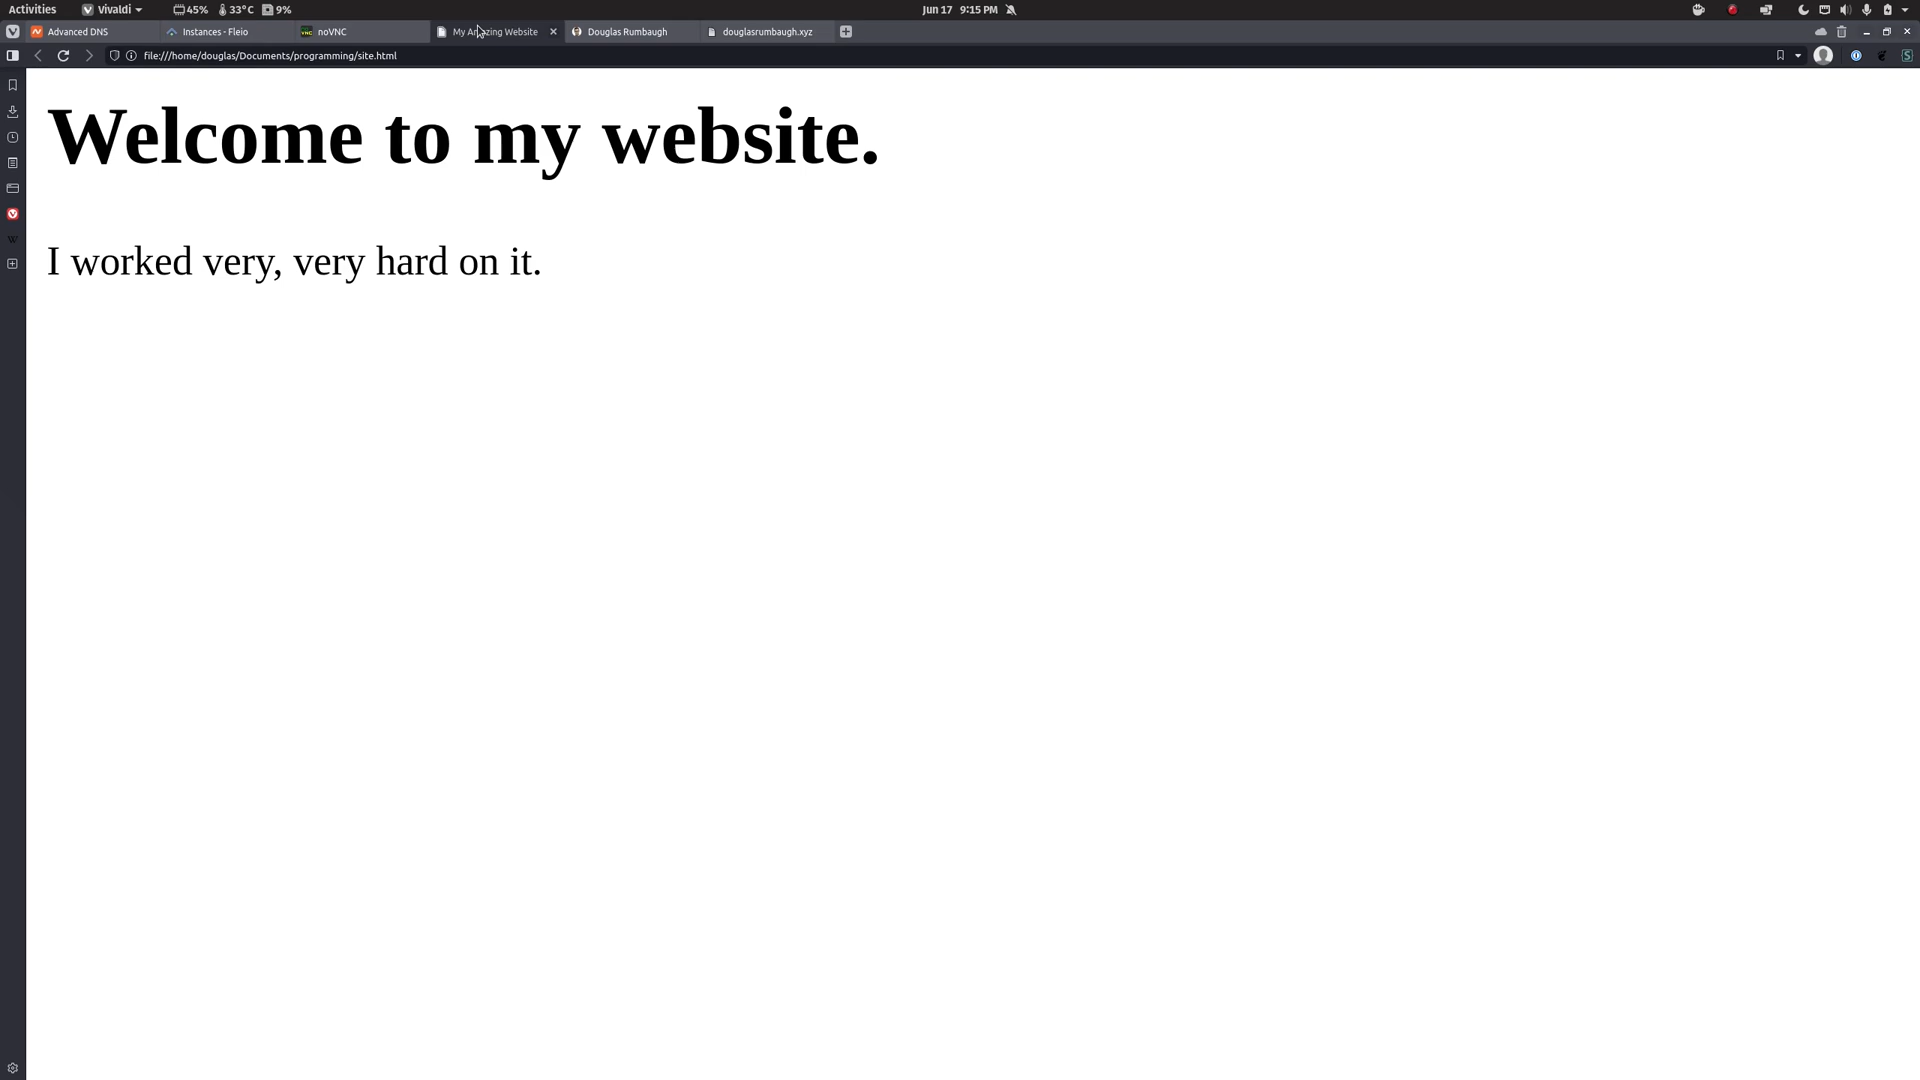 Activities Vivaldi 45% 33°C 9% Jun 17 9:15 PM
Advanced DNS Instances - Fleio noVNC My Amazing Website Douglas Rumbaugh douglasrumbaugh.xyz
file:///home/douglas/Documents/programming/site.html
Welcome to my website.
I worked very, very hard on it.